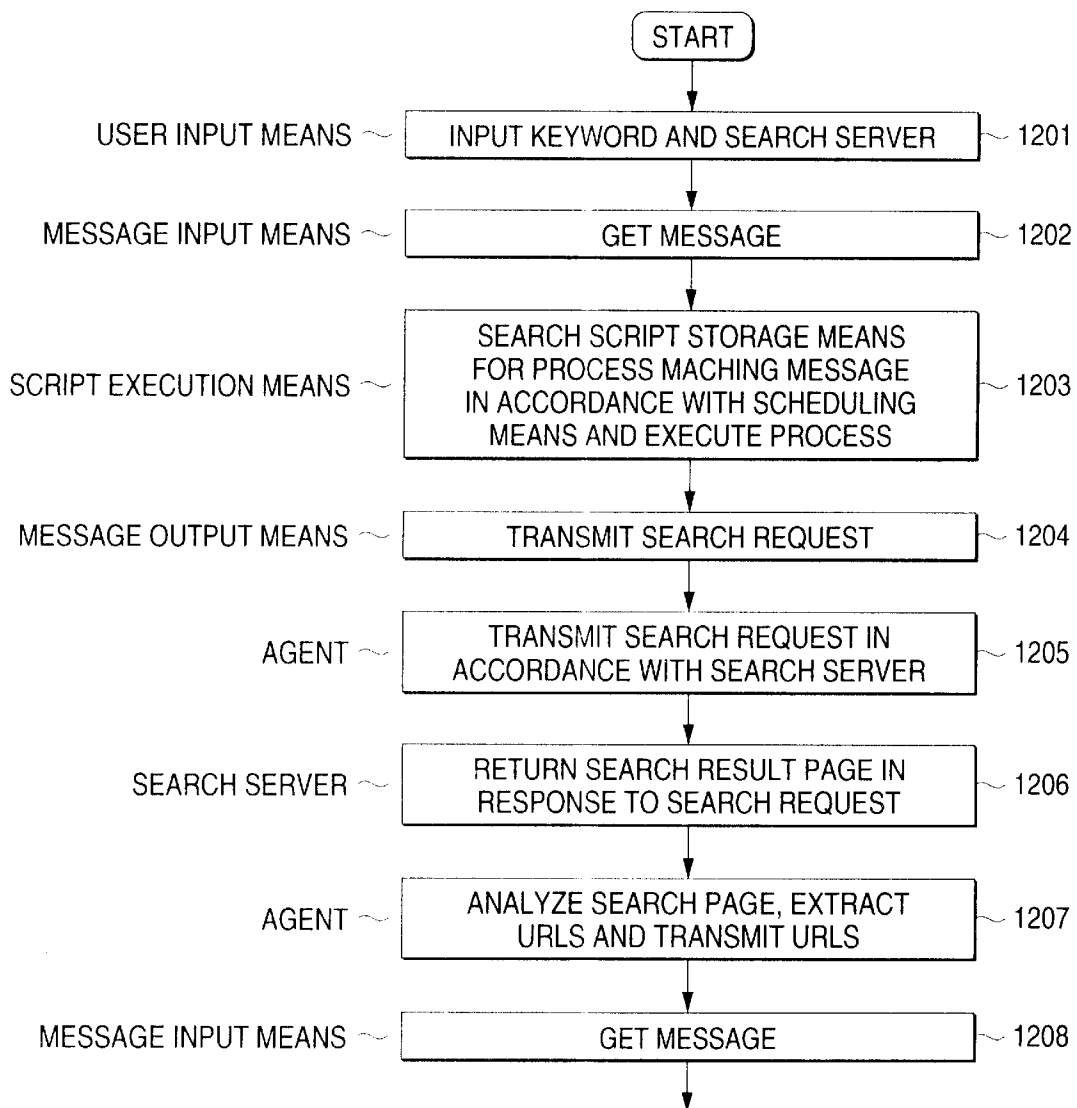 START
USER INPUT MEANS ~ INPUT KEYWORD AND SEARCH SERVER ~ 1201
MESSAGE INPUT MEANS ~ GET MESSAGE ~ 1202
SEARCH SCRIPT STORAGE MEANS
FOR PROCESS MACHING MESSAGE
SCRIPT EXECUTION MEANS ~ IN ACCORDANCE WITH SCHEDULING ~ 1203
MEANS AND EXECUTE PROCESS
MESSAGE OUTPUT MEANS ~ TRANSMIT SEARCH REQUEST ~ 1204
AGENT ~ TRANSMIT SEARCH REQUEST IN ~ 1205
ACCORDANCE WITH SEARCH SERVER
SEARCH SERVER ~ RETURN SEARCH RESULT PAGE IN ~ 1206
RESPONSE TO SEARCH REQUEST
AGENT ~ ANALYZE SEARCH PAGE, EXTRACT ~ 1207
URLS AND TRANSMIT URLS
MESSAGE INPUT MEANS ~ GET MESSAGE ~ 1208